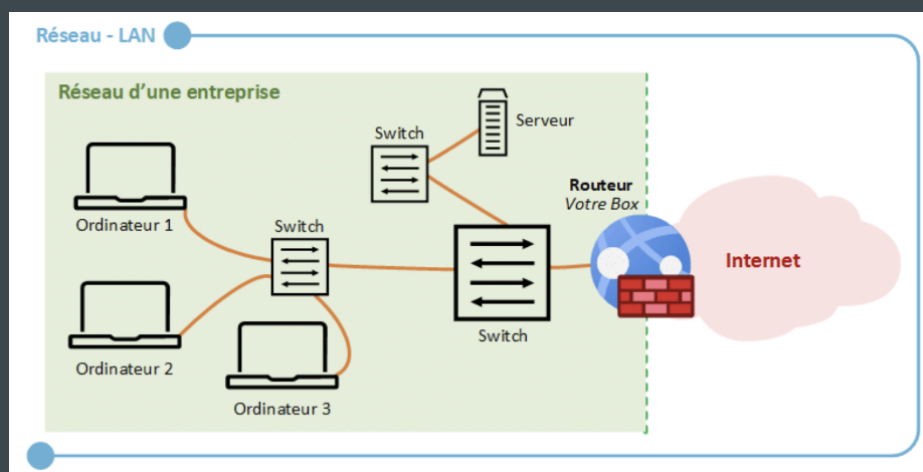 Réseau - LAN
Réseau d'une entreprise
Serveur
Switch
Routeur
Votre Box
Ordinateur 1
Switch
Internet
Switch
Ordinateur 2
Ordinateur 3